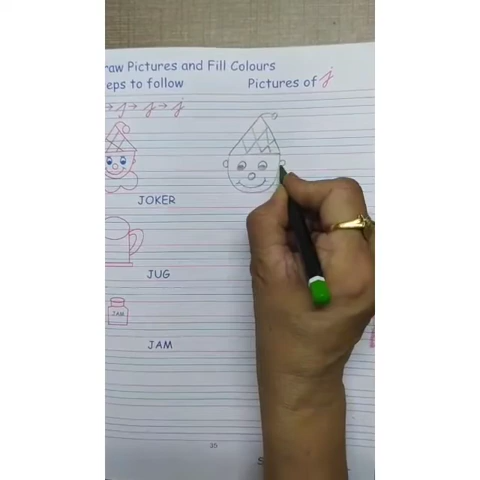 raw Pictures and Fill Colours
eps to follow
Pictures of j
→ j → j → j
JOKER
JUG
JAM
JAM
35
S